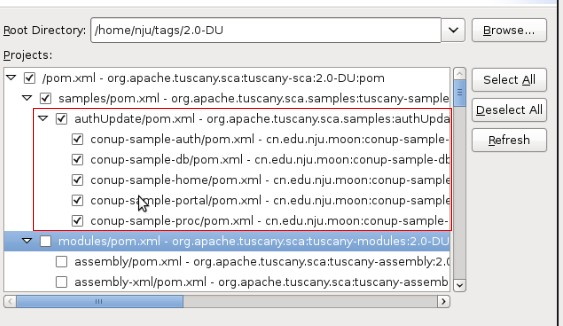 Root Directory: /home/nju/tags/2.0-DU Browse...
Projects:
/pom.xml - org.apache.tuscany.sca:tuscany-sca:2.0-DU:pom
Select All
samples/pom.xml - org.apache.tuscany.sca.samples:tuscany-sample
Deselect All
authUpdate/pom.xml - org.apache.tuscany.sca.samples:authUpda
Refresh
conup-sample-auth/pom.xml - cn.edu.nju.moon:conup-sample-
conup-sample-db/pom.xml - cn.edu.nju.moon:conup-sample-db
conup-sample-home/pom.xml - cn.edu.nju.moon:conup-sample-
conup-sample-portal/pom.xml - cn.edu.nju.moon:conup-sample-
conup-sample-proc/pom.xml - cn.edu.nju.moon:conup-sample-
modules/pom.xml - org.apache.tuscany.sca:tuscany-modules:2.0-DU
assembly/pom.xml - org.apache.tuscany.sca:tuscany-assembly:2.0
assembly-xml/pom.xml - org.apache.tuscany.sca:tuscany-assemb